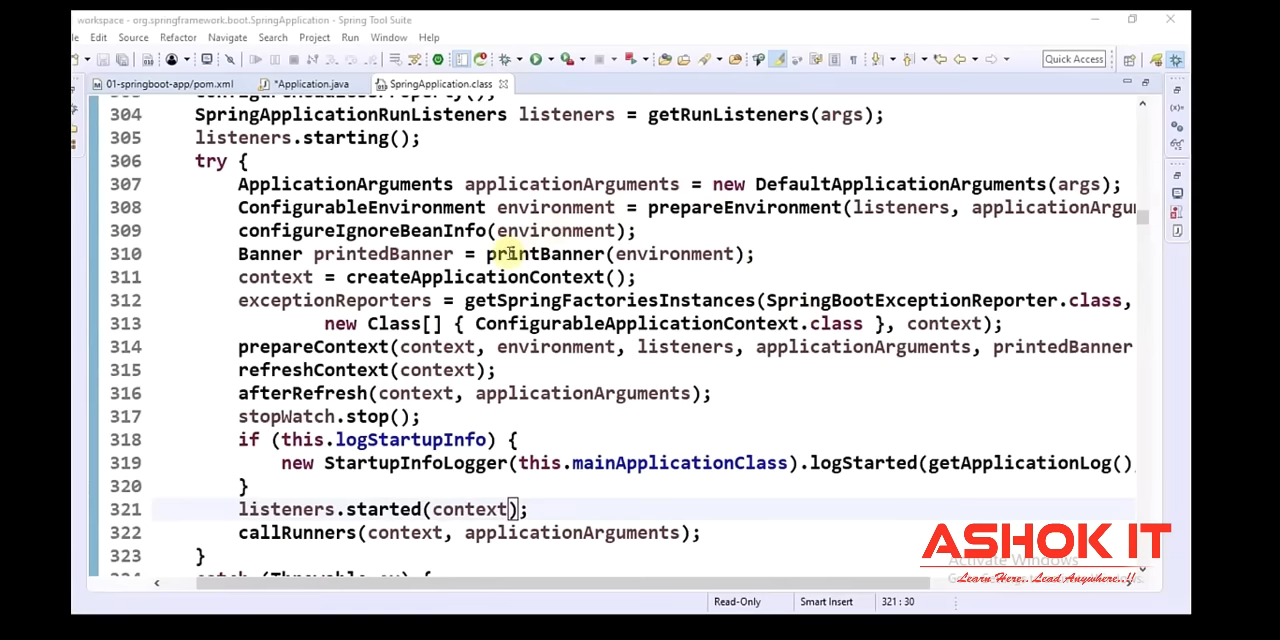 workspace - org.springframework.boot.SpringApplication - Spring Tool Suite
Edit Source Refactor Navigate Search Project Run Window Help
Quick Access
01-springboot-app/pom.xml *Application.java SpringApplication.class
304 SpringApplicationRunListeners listeners = getRunListeners(args);
305 listeners.starting();
306 try {
307 ApplicationArguments applicationArguments = new DefaultApplicationArguments(args);
308 ConfigurableEnvironment environment = prepareEnvironment(listeners, applicationArgu
309 configureIgnoreBeanInfo(environment);
310 Banner printedBanner = printBanner(environment);
311 context = createApplicationContext();
312 exceptionReporters = getSpringFactoriesInstances(SpringBootExceptionReporter.class,
313 new Class[] { ConfigurableApplicationContext.class }, context);
314 prepareContext(context, environment, listeners, applicationArguments, printedBanner
315 refreshContext(context);
316 afterRefresh(context, applicationArguments);
317 stopWatch.stop();
318 if (this.logStartupInfo) {
319 new StartupInfoLogger(this.mainApplicationClass).logStarted(getApplicationLog(),
320 }
321 listeners.started(context);
322 callRunners(context, applicationArguments);
323 }
ASHOK IT
Activate Windows
Learn Here.. Lead Anywhere..!!
Read-Only Smart Insert 321:30